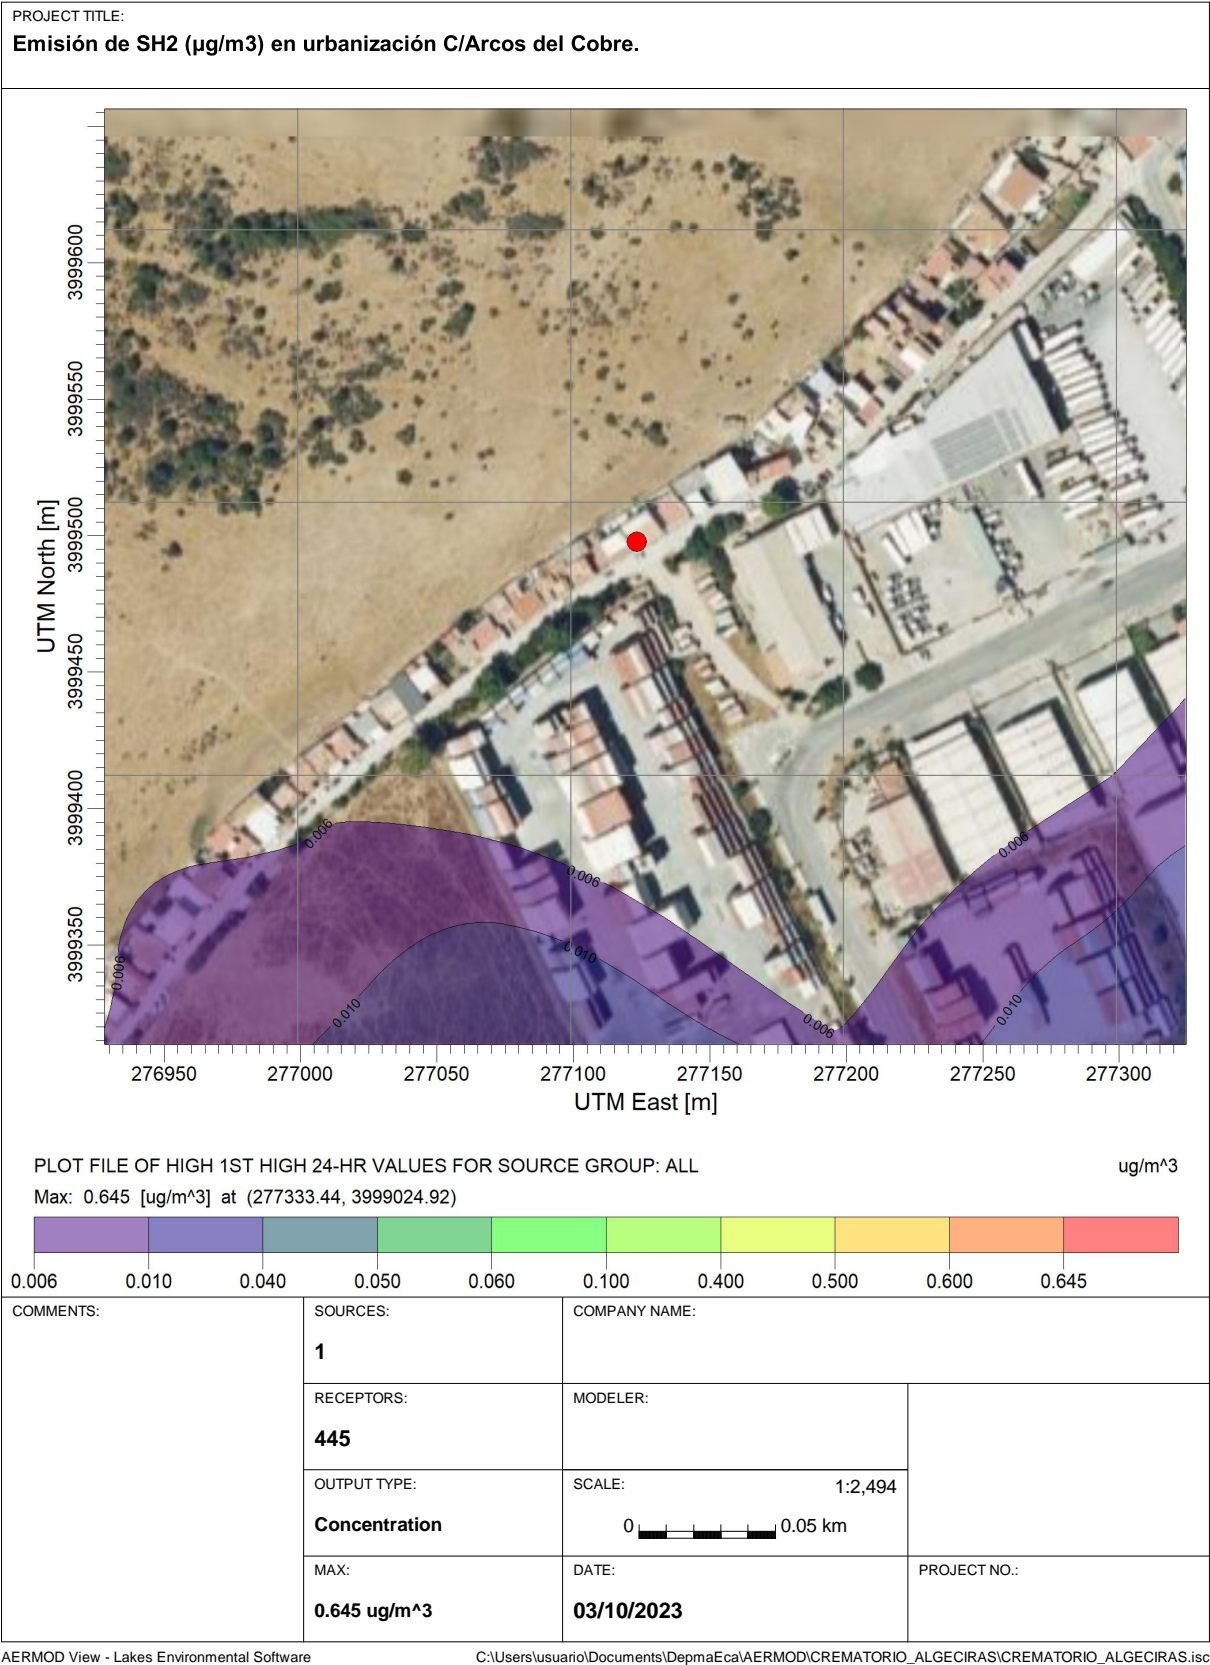 PROJECT TITLE:
Emisión de SH2 (µg/m3) en urbanización C/Arcos del Cobre.
UTM North [m]
3999600
3999550
3999500
3999450
3999400
3999350
0.006
0.006
0.006
0.006
0.006
0.010
0.010
0.010
276950 277000 277050 277100 277150 277200 277250 277300
UTM East [m]
PLOT FILE OF HIGH 1ST HIGH 24-HR VALUES FOR SOURCE GROUP: ALL
ug/m^3
Max: 0.645 [ug/m^3] at (277333.44, 3999024.92)
0.006 0.010 0.040 0.050 0.060 0.100 0.400 0.500 0.600 0.645
COMMENTS:
SOURCES:
1
COMPANY NAME:
RECEPTORS:
445
MODELER:
OUTPUT TYPE:
Concentration
SCALE:
1:2,494
0 0.05 km
MAX:
0.645 ug/m^3
DATE:
03/10/2023
PROJECT NO.:
AERMOD View - Lakes Environmental Software
C:\Users\usuario\Documents\DepmaEca\AERMOD\CREMATORIO_ALGECIRAS\CREMATORIO_ALGECIRAS.isc